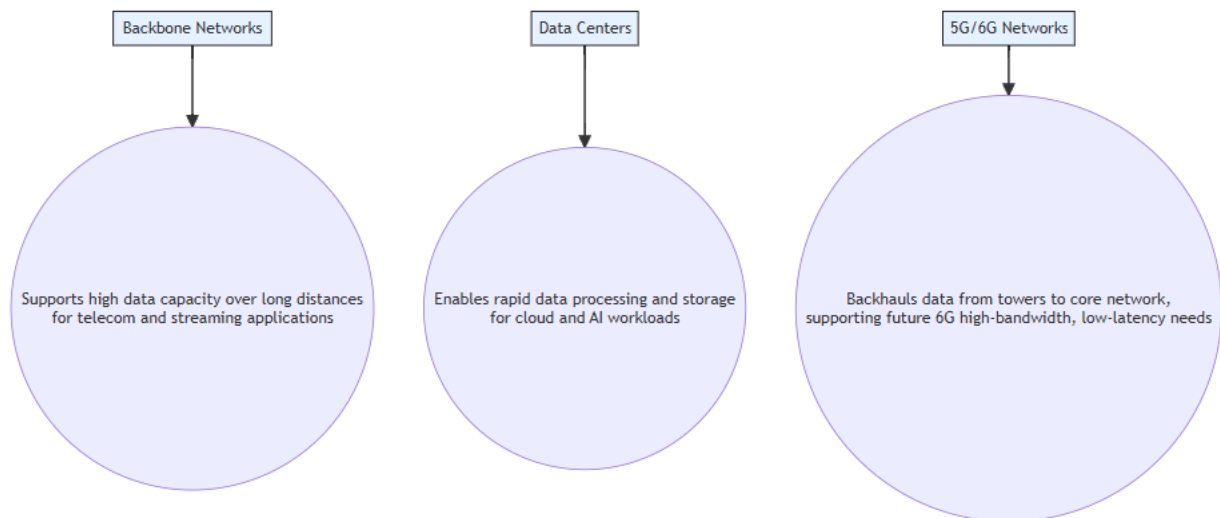 Backbone Networks
Data Centers
5G/6G Networks
Supports high data capacity over long distances
for telecom and streaming applications
Enables rapid data processing and storage
for cloud and AI workloads
Backhauls data from towers to core network,
supporting future 6G high-bandwidth, low-latency needs